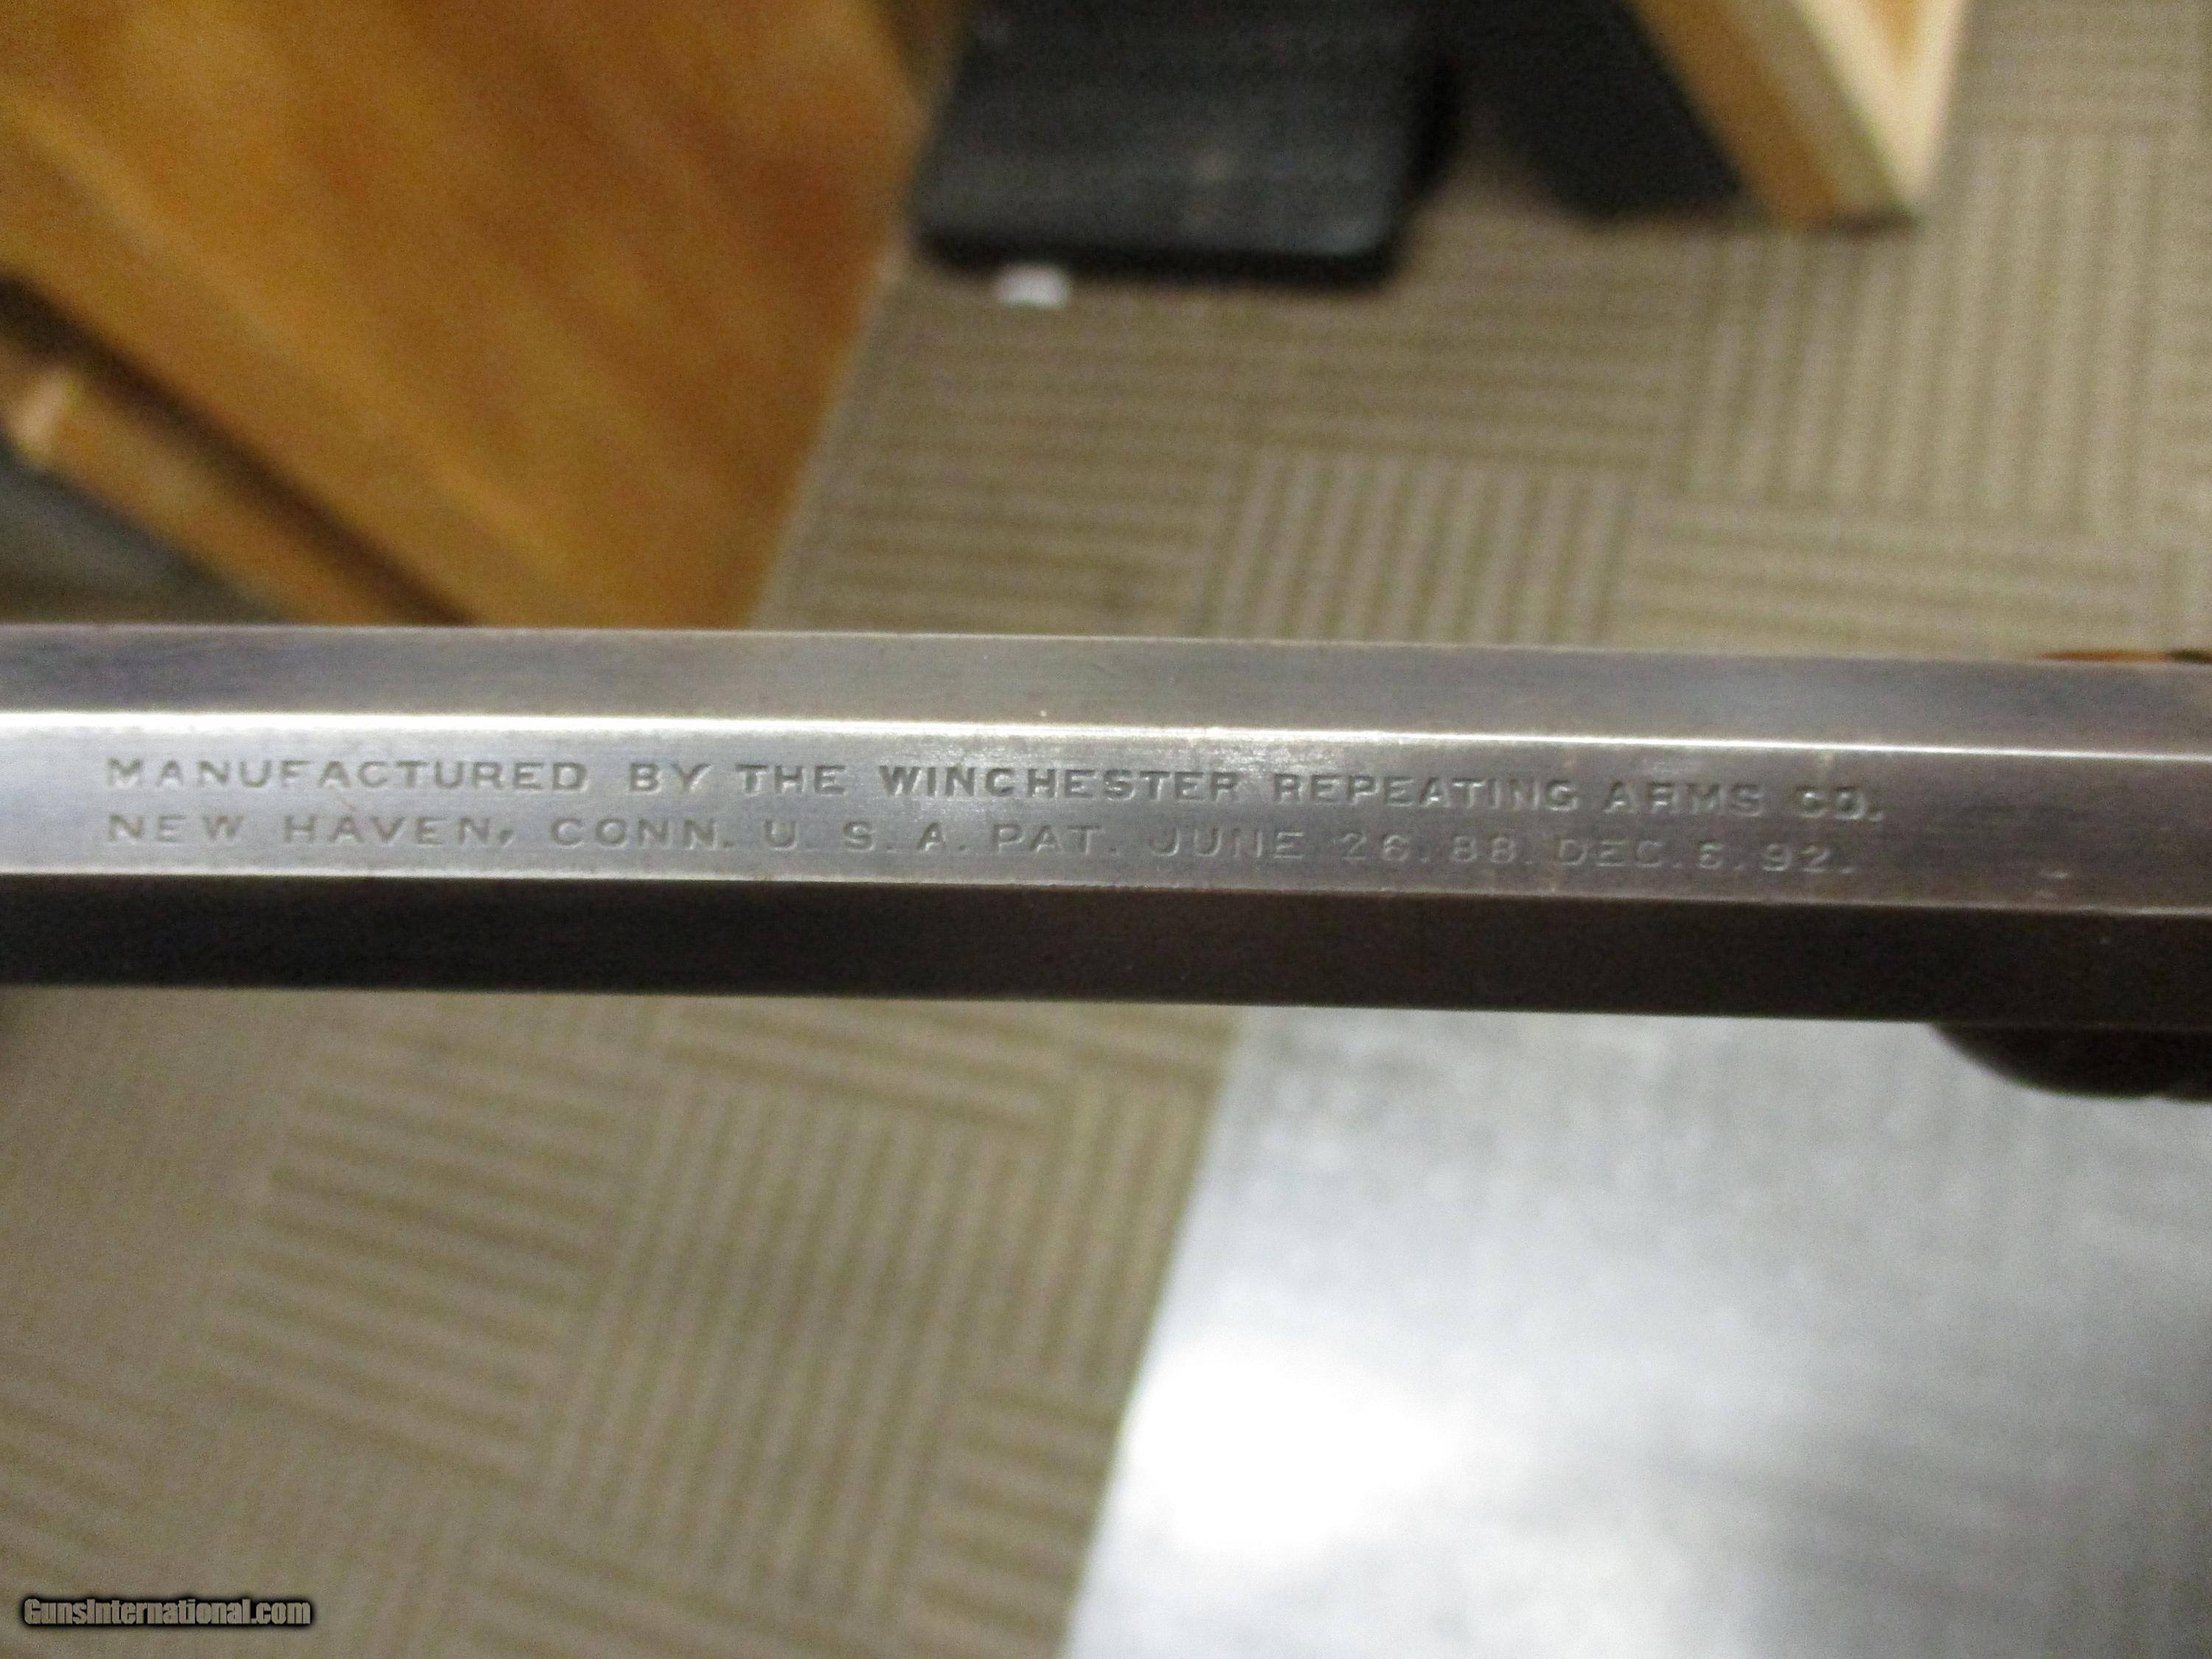 MANUFACTURED BY THE WINCHESTER REPEATING ARMS CO.
NEW HAVEN, CONN. U. S. A. PAT. JUNE 26. 88. DEC. 6. 92.
GunsInternational.com